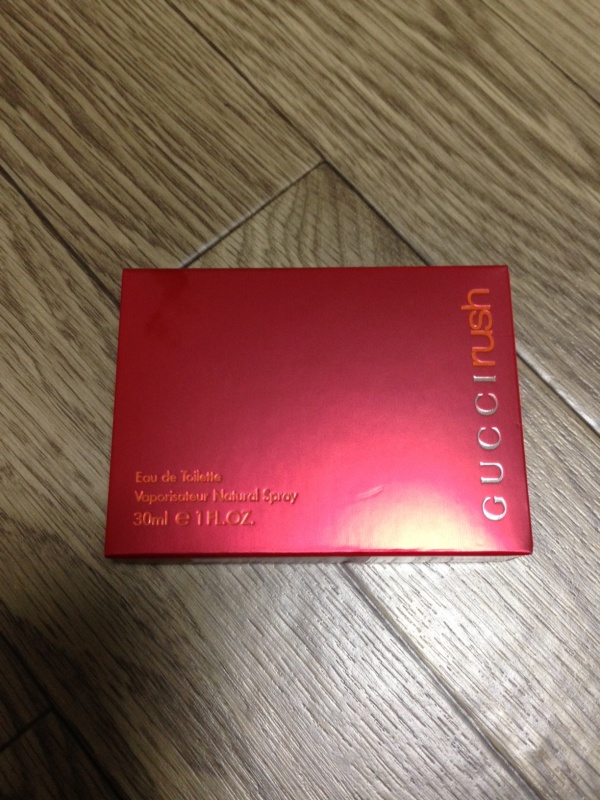 GUCCI rush
Eau de Toilette
Vaporisateur Natural Spray
30ml e 1 FL.OZ.